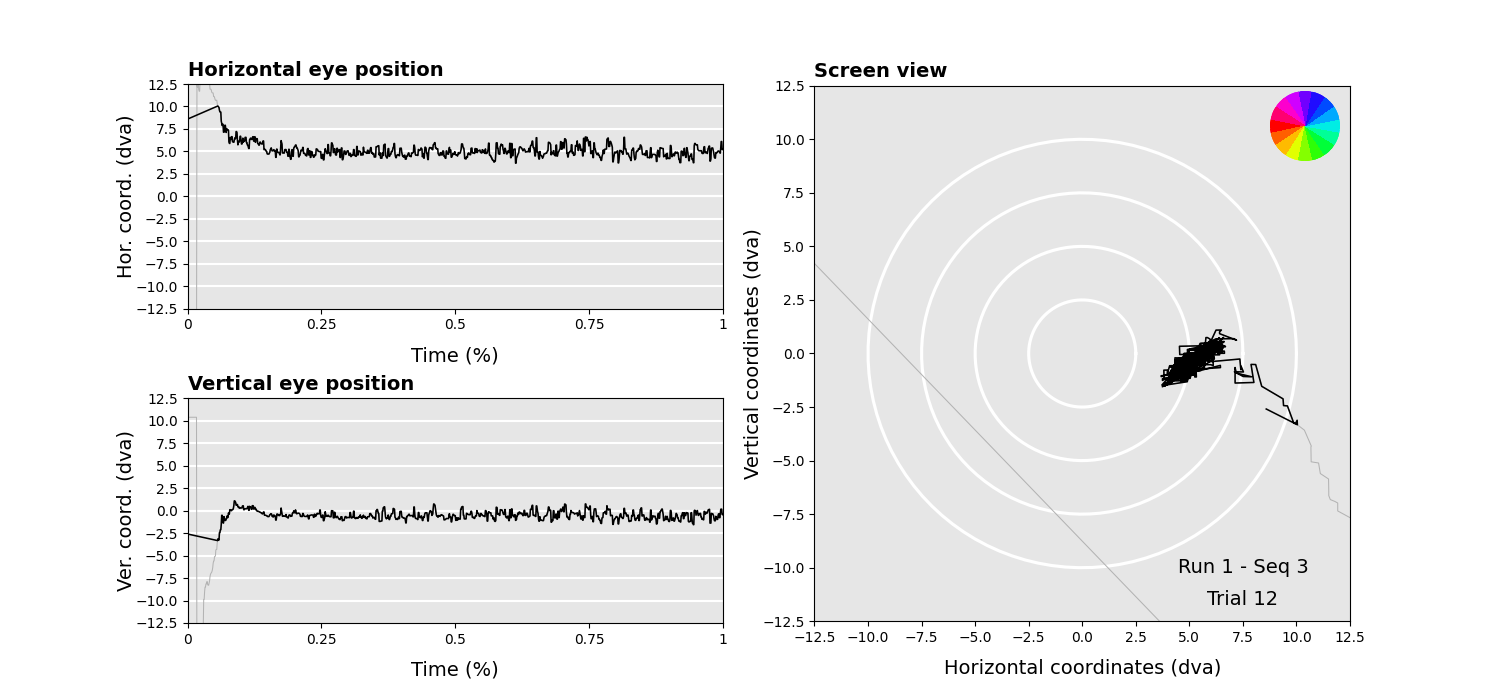 Horizontal eye position
12.5
10.0
7.5
5.0
2.5
0.0
−2.5
−5.0
−7.5
−10.0
−12.5
Hor. coord. (dva)
0 0.25 0.5 0.75 1
Time (%)
Vertical eye position
12.5
10.0
7.5
5.0
2.5
0.0
−2.5
−5.0
−7.5
−10.0
−12.5
Ver. coord. (dva)
0 0.25 0.5 0.75 1
Time (%)
Screen view
12.5
10.0
7.5
5.0
2.5
0.0
−2.5
−5.0
−7.5
−10.0
−12.5
Vertical coordinates (dva)
Run 1 - Seq 3
Trial 12
−12.5 −10.0 −7.5 −5.0 −2.5 0.0 2.5 5.0 7.5 10.0 12.5
Horizontal coordinates (dva)